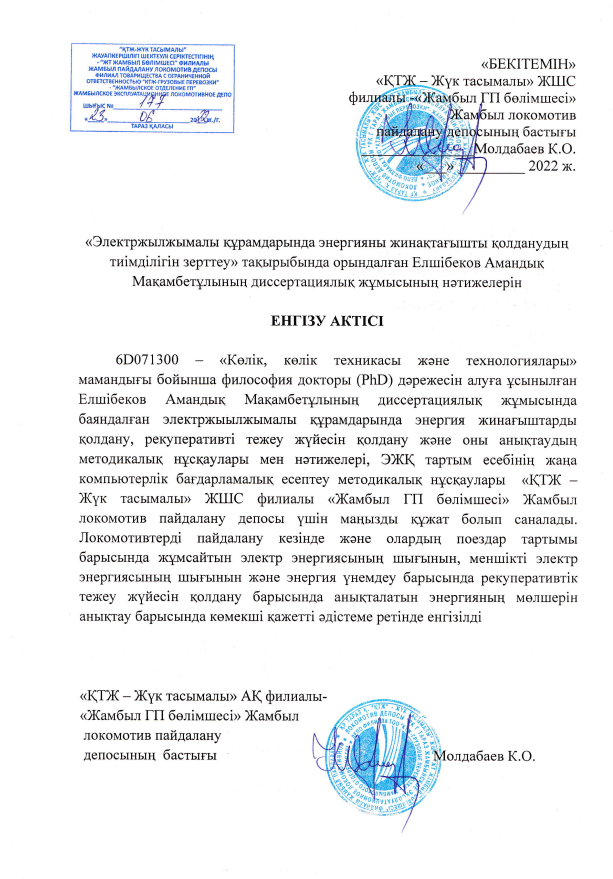 "ҚТЖ-ЖҮК ТАСЫМАЛЫ"
ЖАУАПКЕРШІЛІГІ ШЕКТЕУЛІ СЕРІКТЕСТІГІНІҢ
- "ЖТ ЖАМБЫЛ БӨЛІМШЕСІ" ФИЛИАЛЫ
ЖАМБЫЛ ПАЙДАЛАНУ ЛОКОМОТИВ ДЕПОСЫ
ФИЛИАЛ ТОВАРИЩЕСТВА С ОГРАНИЧЕННОЙ
ОТВЕТСТВЕННОСТЬЮ "КТЖ-ГРУЗОВЫЕ ПЕРЕВОЗКИ"
- "ЖАМБЫЛСКОЕ ОТДЕЛЕНИЕ ГП"
ЖАМБЫЛСКОЕ ЭКСПЛУАТАЦИОННОЕ ЛОКОМОТИВНОЕ ДЕПО
ШЫҒЫС № 177
«23» 06 2022ж./г.
ТАРАЗ ҚАЛАСЫ
«БЕКІТЕМІН»
«ҚТЖ – Жүк тасымалы» ЖШС
филиалы «Жамбыл ГП бөлімшесі»
Жамбыл локомотив
пайдалану депосының бастығы
Молдабаев К.О.
«___» _________ 2022 ж.
«Электржылжымалы құрамдарында энергияны жинақтағышты қолданудың
тиімділігін зерттеу» тақырыбында орындалған Елшібеков Амандық
Мақамбетұлының диссертациялық жұмысының нәтижелерін
ЕНГІЗУ АКТІСІ
6D071300 – «Көлік, көлік техникасы және технологиялары»
мамандығы бойынша философия докторы (PhD) дәрежесін алуға ұсынылған
Елшібеков Амандық Мақамбетұлының диссертациялық жұмысында
баяндалған электржыылжымалы құрамдарында энергия жинағыштарды
қолдану, рекуперативті тежеу жүйесін қолдану және оны анықтаудың
методикалық нұсқаулары мен нәтижелері, ЭЖҚ тартым есебінің жаңа
компьютерлік бағдарламалық есептеу методикалық нұсқаулары «ҚТЖ –
Жүк тасымалы» ЖШС филиалы «Жамбыл ГП бөлімшесі» Жамбыл
локомотив пайдалану депосы үшін маңызды құжат болып саналады.
Локомотивтерді пайдалану кезінде және олардың поездар тартымы
барысында жұмсайтын электр энергиясының шығынын, меншікті электр
энергиясының шығынын және энергия үнемдеу барысында рекуперативтік
тежеу жүйесін қолдану барысында анықталатын энергияның мөлшерін
анықтау барысында көмекші қажетті әдістеме ретінде енгізілді
«ҚТЖ – Жүк тасымалы» АҚ филиалы-
«Жамбыл ГП бөлімшесі» Жамбыл
локомотив пайдалану
депосының бастығы Молдабаев К.О.